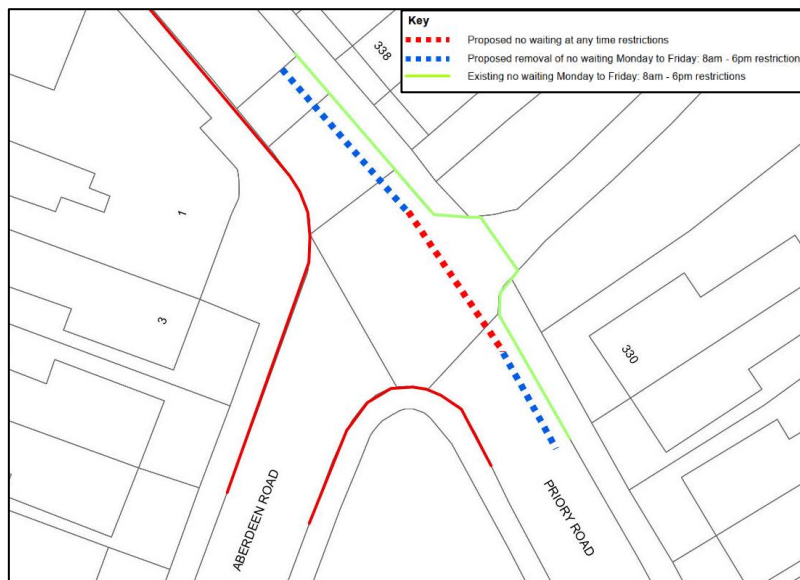 Key
Proposed no waiting at any time restrictions
Proposed removal of no waiting Monday to Friday: 8am - 6pm restriction
Existing no waiting Monday to Friday: 8am - 6pm restrictions
338
1
3
330
ABERDEEN ROAD
PRIORY ROAD